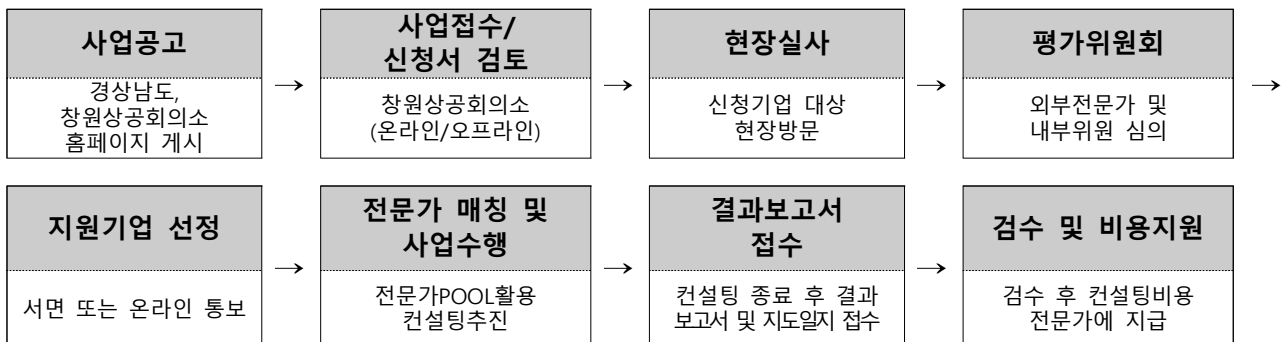 사업공고
경상남도,
창원상공회의소
홈페이지 게시
→
사업접수/
신청서 검토
창원상공회의소
(온라인/오프라인)
→
현장실사
신청기업 대상
현장방문
→
평가위원회
외부전문가 및
내부위원 심의
→
지원기업 선정
서면 또는 온라인 통보
→
전문가 매칭 및
사업수행
전문가POOL활용
컨설팅추진
→
결과보고서
접수
컨설팅 종료 후 결과
보고서 및 지도일지 접수
→
검수 및 비용지원
검수 후 컨설팅비용
전문가에 지급